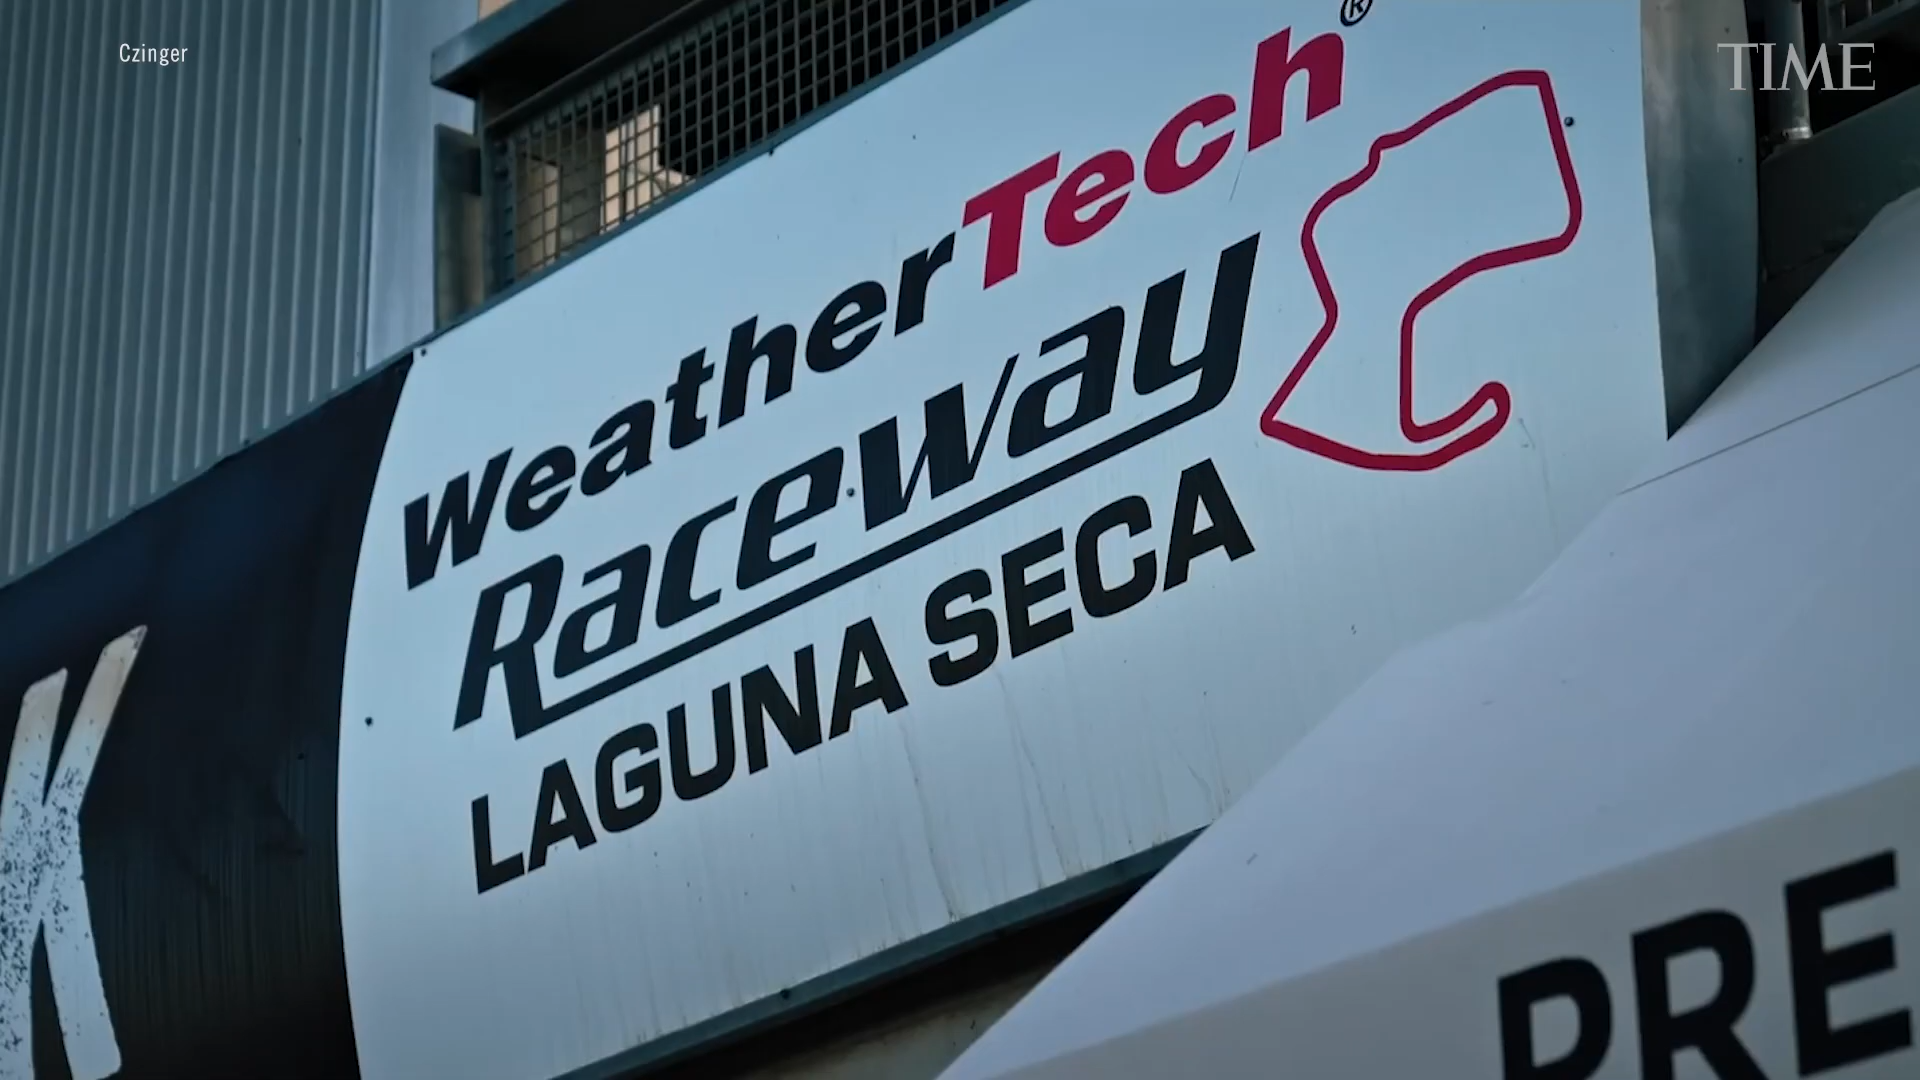 Czinger
TIME
WeatherTech®
Raceway
LAGUNA SECA
K
PRE